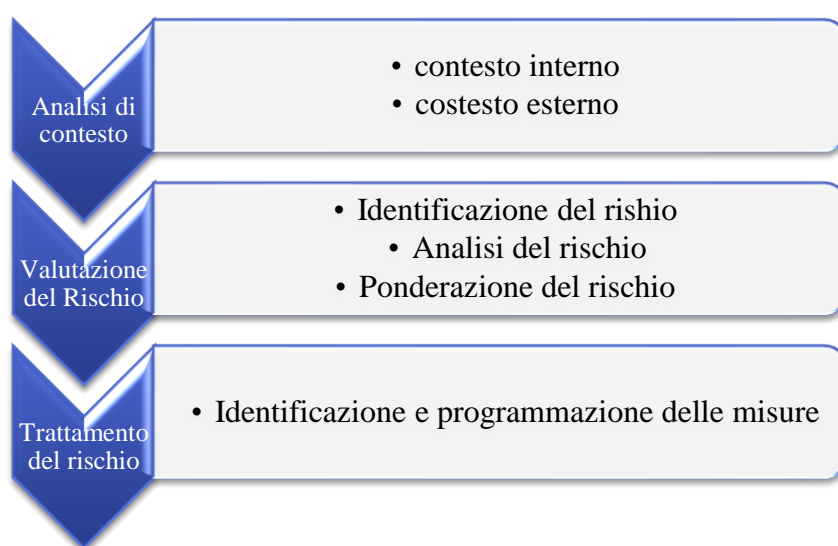 Analisi di
contesto
• contesto interno
• costesto esterno
Valutazione
del Rischio
• Identificazione del rishio
• Analisi del rischio
• Ponderazione del rischio
Trattamento
del rischio
• Identificazione e programmazione delle misure